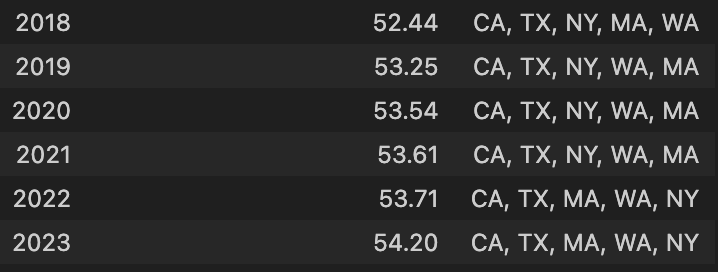 2018 52.44 CA, TX, NY, MA, WA
2019 53.25 CA, TX, NY, WA, MA
2020 53.54 CA, TX, NY, WA, MA
2021 53.61 CA, TX, NY, WA, MA
2022 53.71 CA, TX, MA, WA, NY
2023 54.20 CA, TX, MA, WA, NY